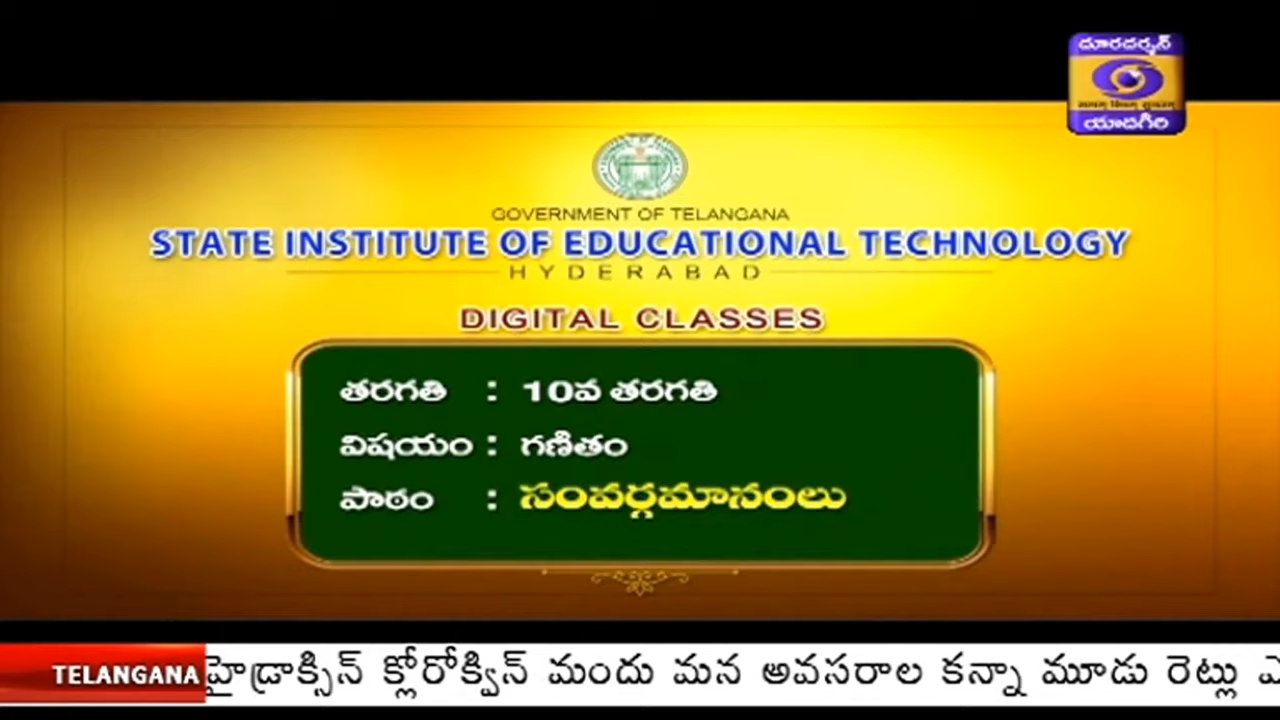 దూరదర్శన్
యాదగిరి
GOVERNMENT OF TELANGANA
STATE INSTITUTE OF EDUCATIONAL TECHNOLOGY
HYDERABAD
DIGITAL CLASSES
తరగతి : 10వ తరగతి
విషయం : గణితం
పాఠం : సంవర్గమానంలు
TELANGANA హైడ్రాక్సిన్ క్లోరోక్విన్ మందు మన అవసరాల కన్నా మూడు రెట్లు ఎ